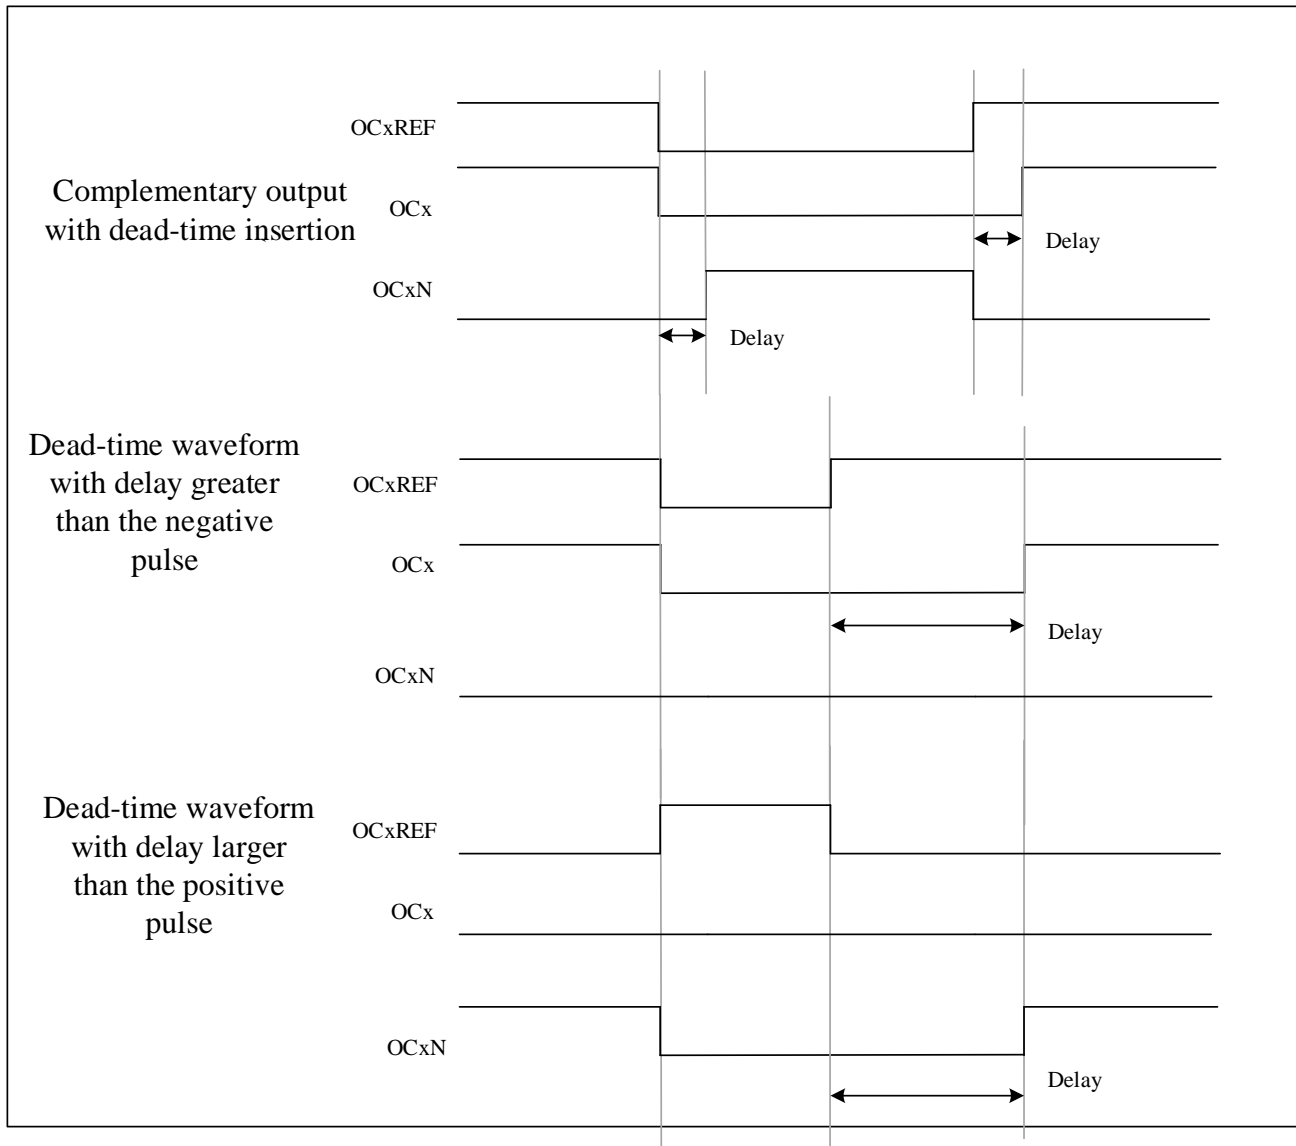 OCxREF
Complementary output
with dead-time insertion
OCx
Delay
OCxN
Delay
Dead-time waveform
with delay greater
than the negative
pulse
OCxREF
OCx
Delay
OCxN
Dead-time waveform
with delay larger
than the positive
pulse
OCxREF
OCx
OCxN
Delay